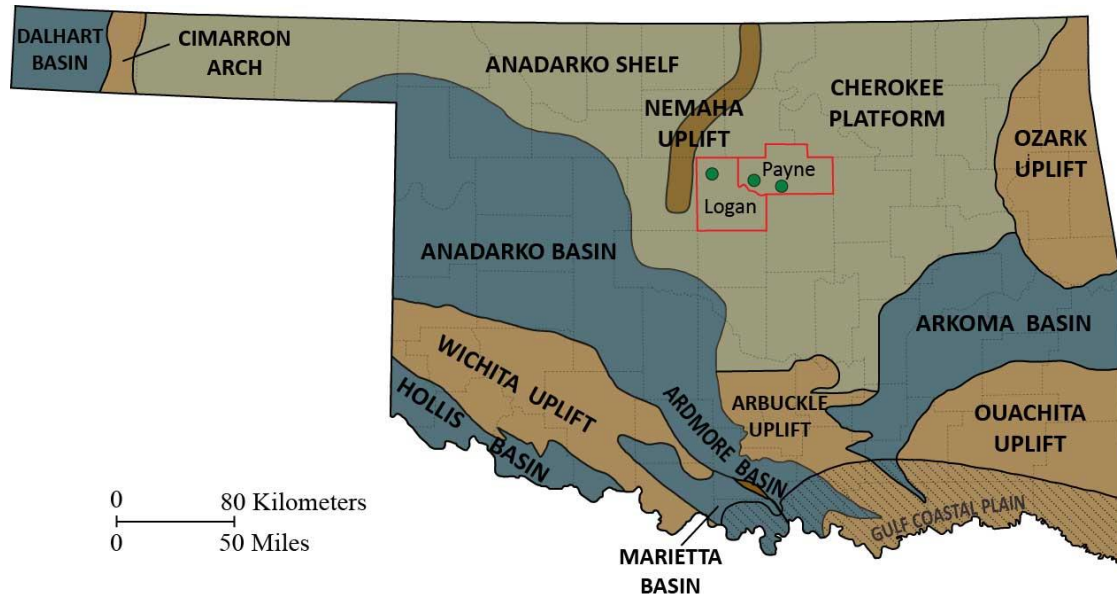 DALHART
BASIN
CIMARRON
ARCH
ANADARKO SHELF
NEMAHA
UPLIFT
CHEROKEE
PLATFORM
OZARK
UPLIFT
Payne
Logan
ANADARKO BASIN
ARKOMA BASIN
WICHITA UPLIFT
HOLLIS BASIN
ARDMORE BASIN
ARBUCKLE
UPLIFT
OUACHITA
UPLIFT
GULF COASTAL PLAIN
MARIETTA
BASIN
0 80 Kilometers
0 50 Miles